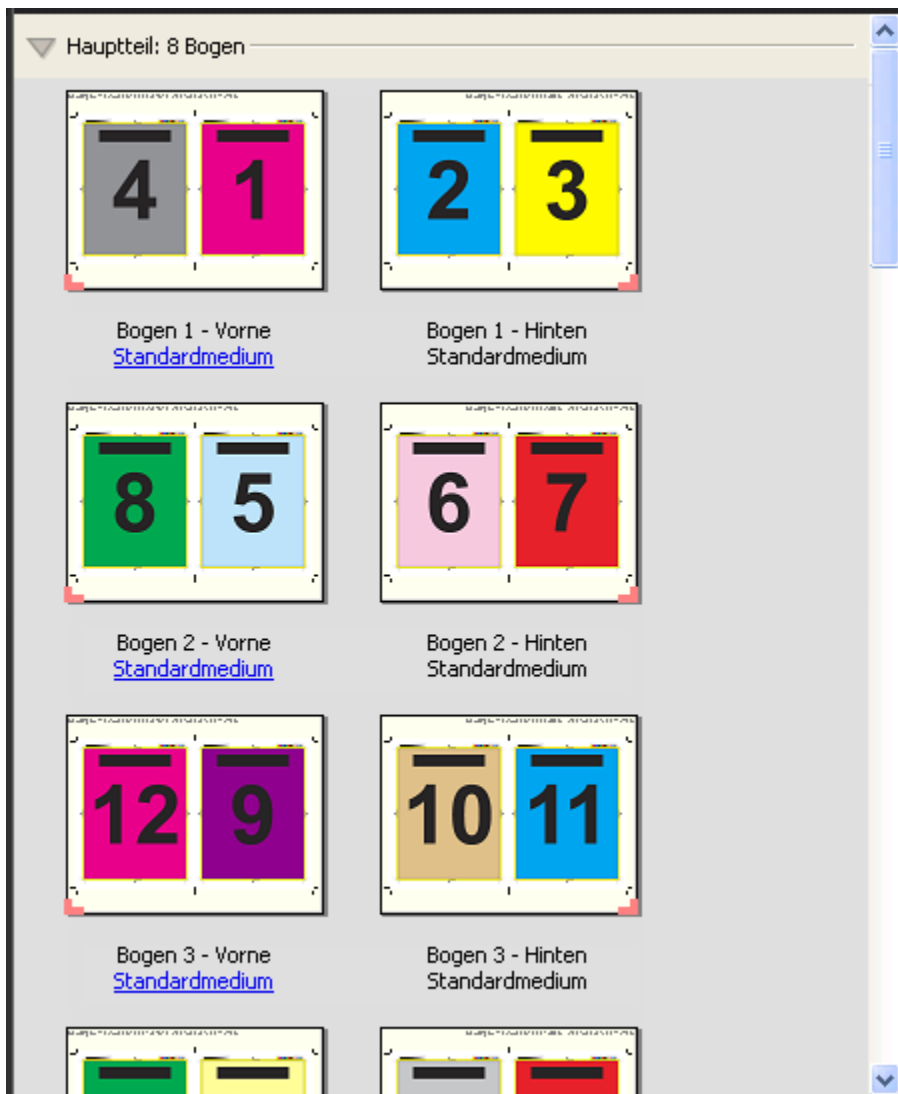 Hauptteil: 8 Bogen
4 1 2 3
Bogen 1 - Vorne Bogen 1 - Hinten
Standardmedium Standardmedium
8 5 6 7
Bogen 2 - Vorne Bogen 2 - Hinten
Standardmedium Standardmedium
12 9 10 11
Bogen 3 - Vorne Bogen 3 - Hinten
Standardmedium Standardmedium